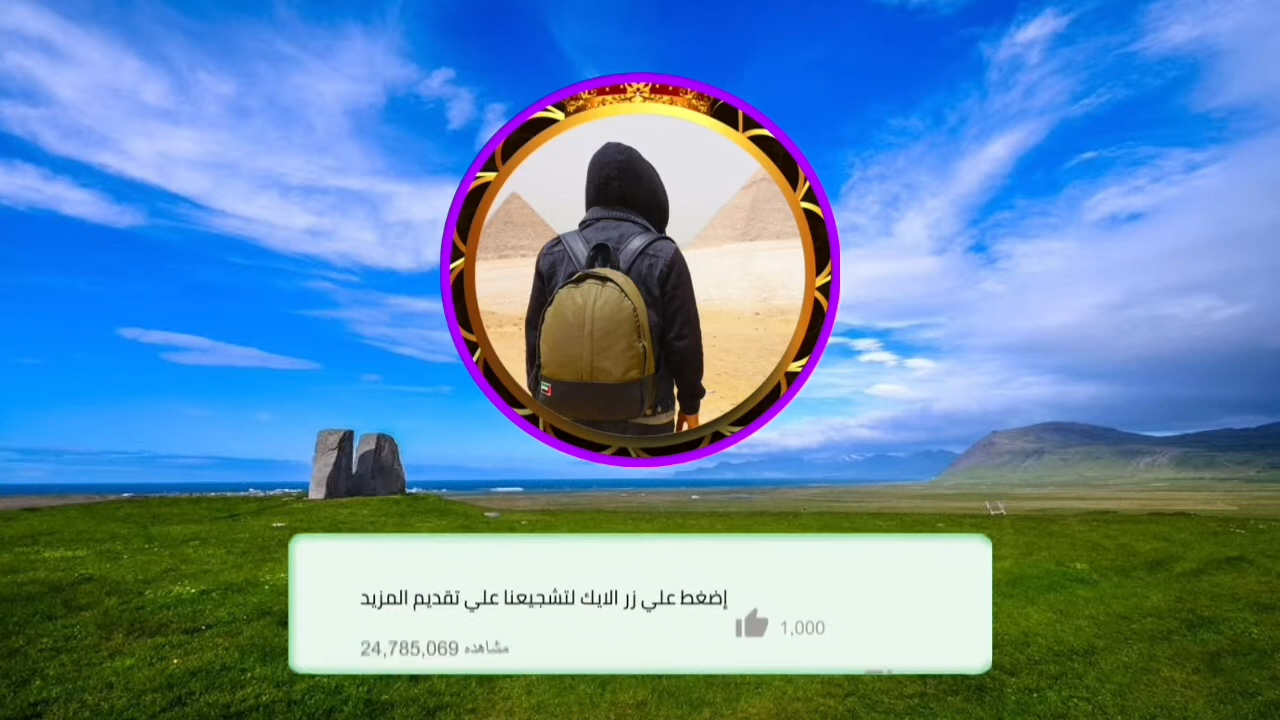 إضغط علي زر الايك لتشجيعنا علي تقديم المزيد
1,000
24,785,069 مشاهده